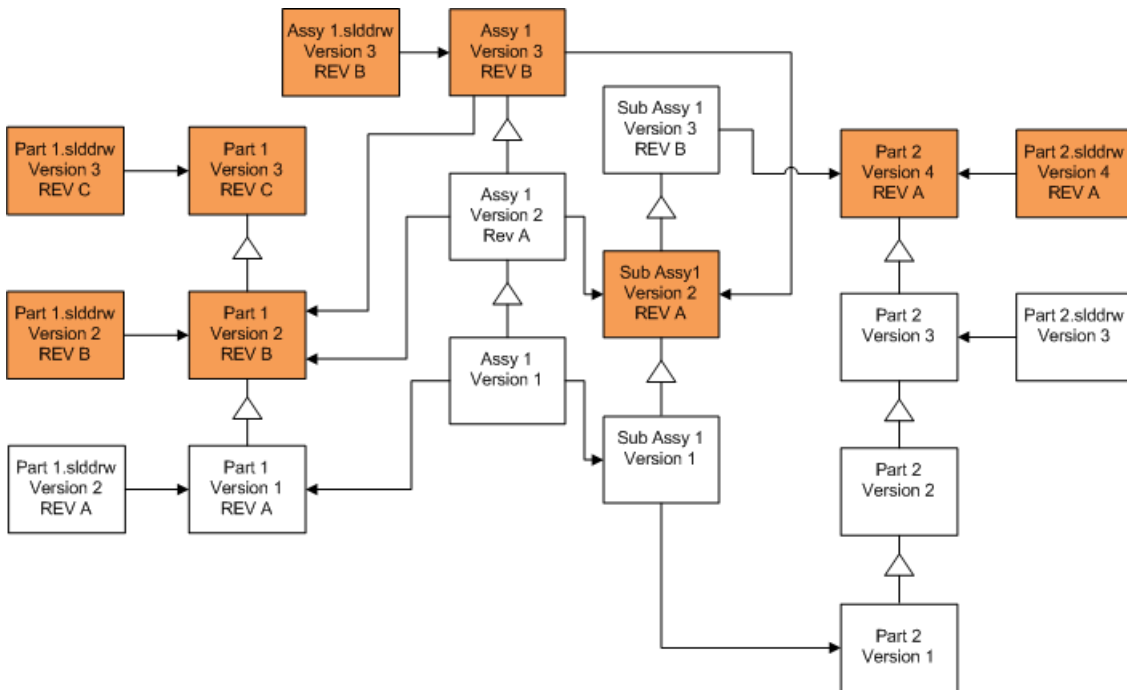 Assy 1.slddrw
Version 3
REV B
Assy 1
Version 3
REV B
Sub Assy 1
Version 3
REV B
Part 1.slddrw
Version 3
REV C
Part 1
Version 3
REV C
Part 2
Version 4
REV A
Part 2.slddrw
Version 4
REV A
Assy 1
Version 2
Rev A
Sub Assy1
Version 2
REV A
Part 1.slddrw
Version 2
REV B
Part 1
Version 2
REV B
Part 2
Version 3
Part 2.slddrw
Version 3
Assy 1
Version 1
Sub Assy 1
Version 1
Part 1.slddrw
Version 2
REV A
Part 1
Version 1
REV A
Part 2
Version 2
Part 2
Version 1